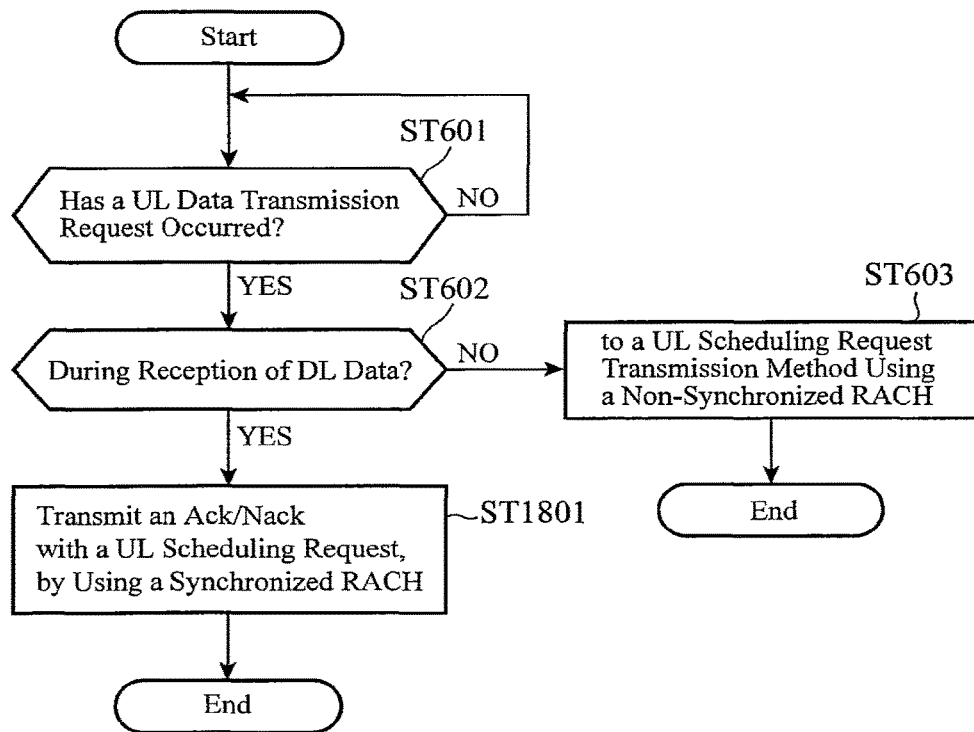 Start
ST601
Has a UL Data Transmission
Request Occurred?
NO
YES
ST602
During Reception of DL Data?
NO
ST603
to a UL Scheduling Request
Transmission Method Using
a Non-Synchronized RACH
YES
End
Transmit an Ack/Nack
with a UL Scheduling Request,
by Using a Synchronized RACH
ST1801
End